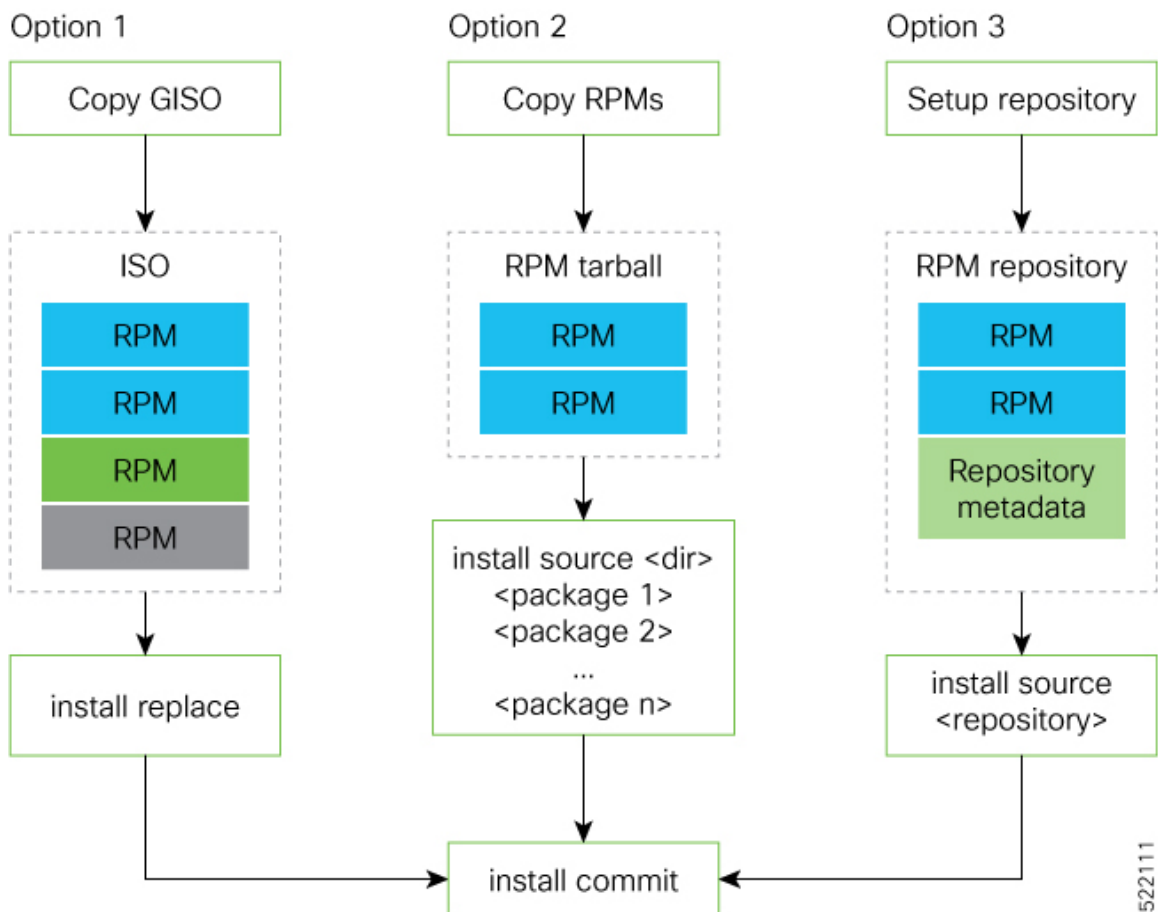 Option 1
Copy GISO
ISO
RPM
RPM
RPM
RPM
install replace
Option 2
Copy RPMs
RPM tarball
RPM
RPM
install source <dir>
<package 1>
<package 2>
...
<package n>
Option 3
Setup repository
RPM repository
RPM
RPM
Repository
metadata
install source
<repository>
install commit
522111